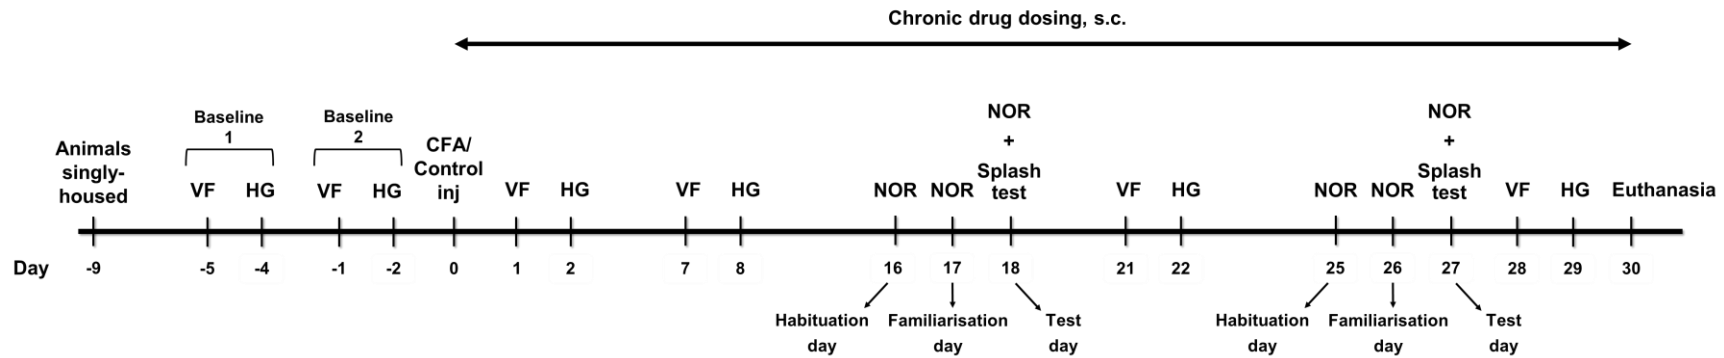 Chronic drug dosing, s.c.
Baseline
1
Baseline
2
Animals
singly-
housed
VF
HG
VF
HG
CFA/
Control
inj
VF
HG
VF
HG
NOR
NOR
NOR
+
Splash
test
VF
HG
NOR
NOR
NOR
+
Splash
test
VF
HG
Euthanasia
Day
-9
-5
-4
-1
-2
0
1
2
7
8
16
17
18
21
22
25
26
27
28
29
30
Habituation
day
Familiarisation
day
Test
day
Habituation
day
Familiarisation
day
Test
day